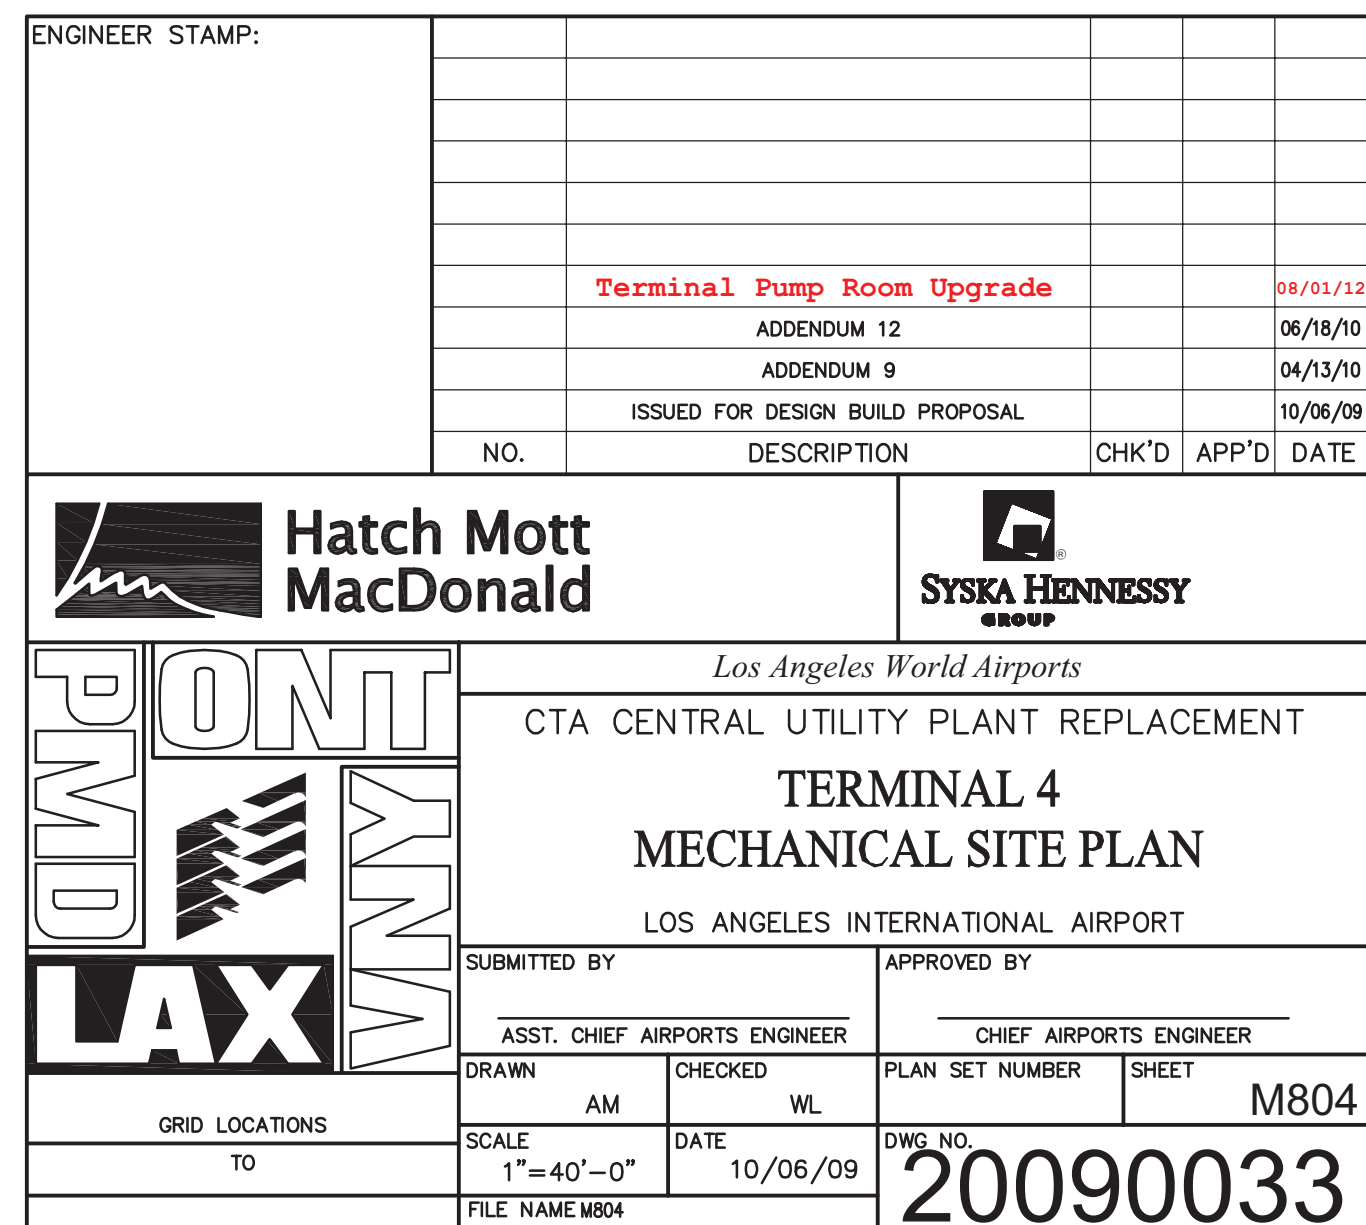 ENGINEER STAMP:
Terminal Pump Room Upgrade 08/01/12
ADDENDUM 12 06/18/10
ADDENDUM 9 04/13/10
ISSUED FOR DESIGN BUILD PROPOSAL 10/06/09
NO. DESCRIPTION CHK'D APP'D DATE
Hatch Mott
MacDonald
SYSKA HENNESSY
GROUP
®
PMD
ONT
VNY
LAX
Los Angeles World Airports
CTA CENTRAL UTILITY PLANT REPLACEMENT
TERMINAL 4
MECHANICAL SITE PLAN
LOS ANGELES INTERNATIONAL AIRPORT
SUBMITTED BY
ASST. CHIEF AIRPORTS ENGINEER
APPROVED BY
CHIEF AIRPORTS ENGINEER
DRAWN
AM
CHECKED
WL
PLAN SET NUMBER
SHEET
M804
GRID LOCATIONS
TO
SCALE
1"=40'-0"
DATE
10/06/09
DWG NO.
20090033
FILE NAME M804